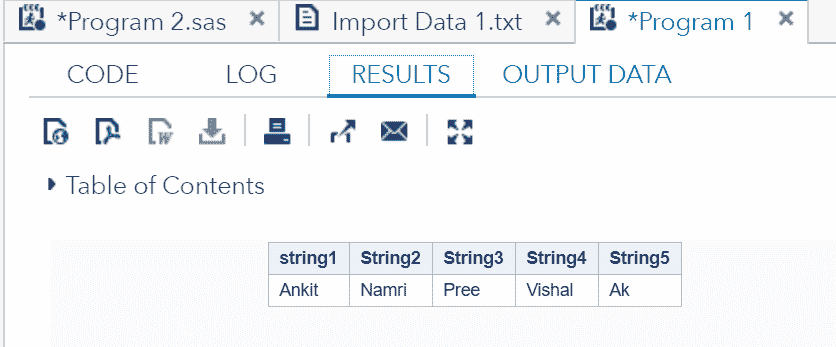 *Program 2.sas × Import Data 1.txt × *Program 1 ×
CODE LOG RESULTS OUTPUT DATA
Table of Contents
string1 String2 String3 String4 String5
Ankit Namri Pree Vishal Ak